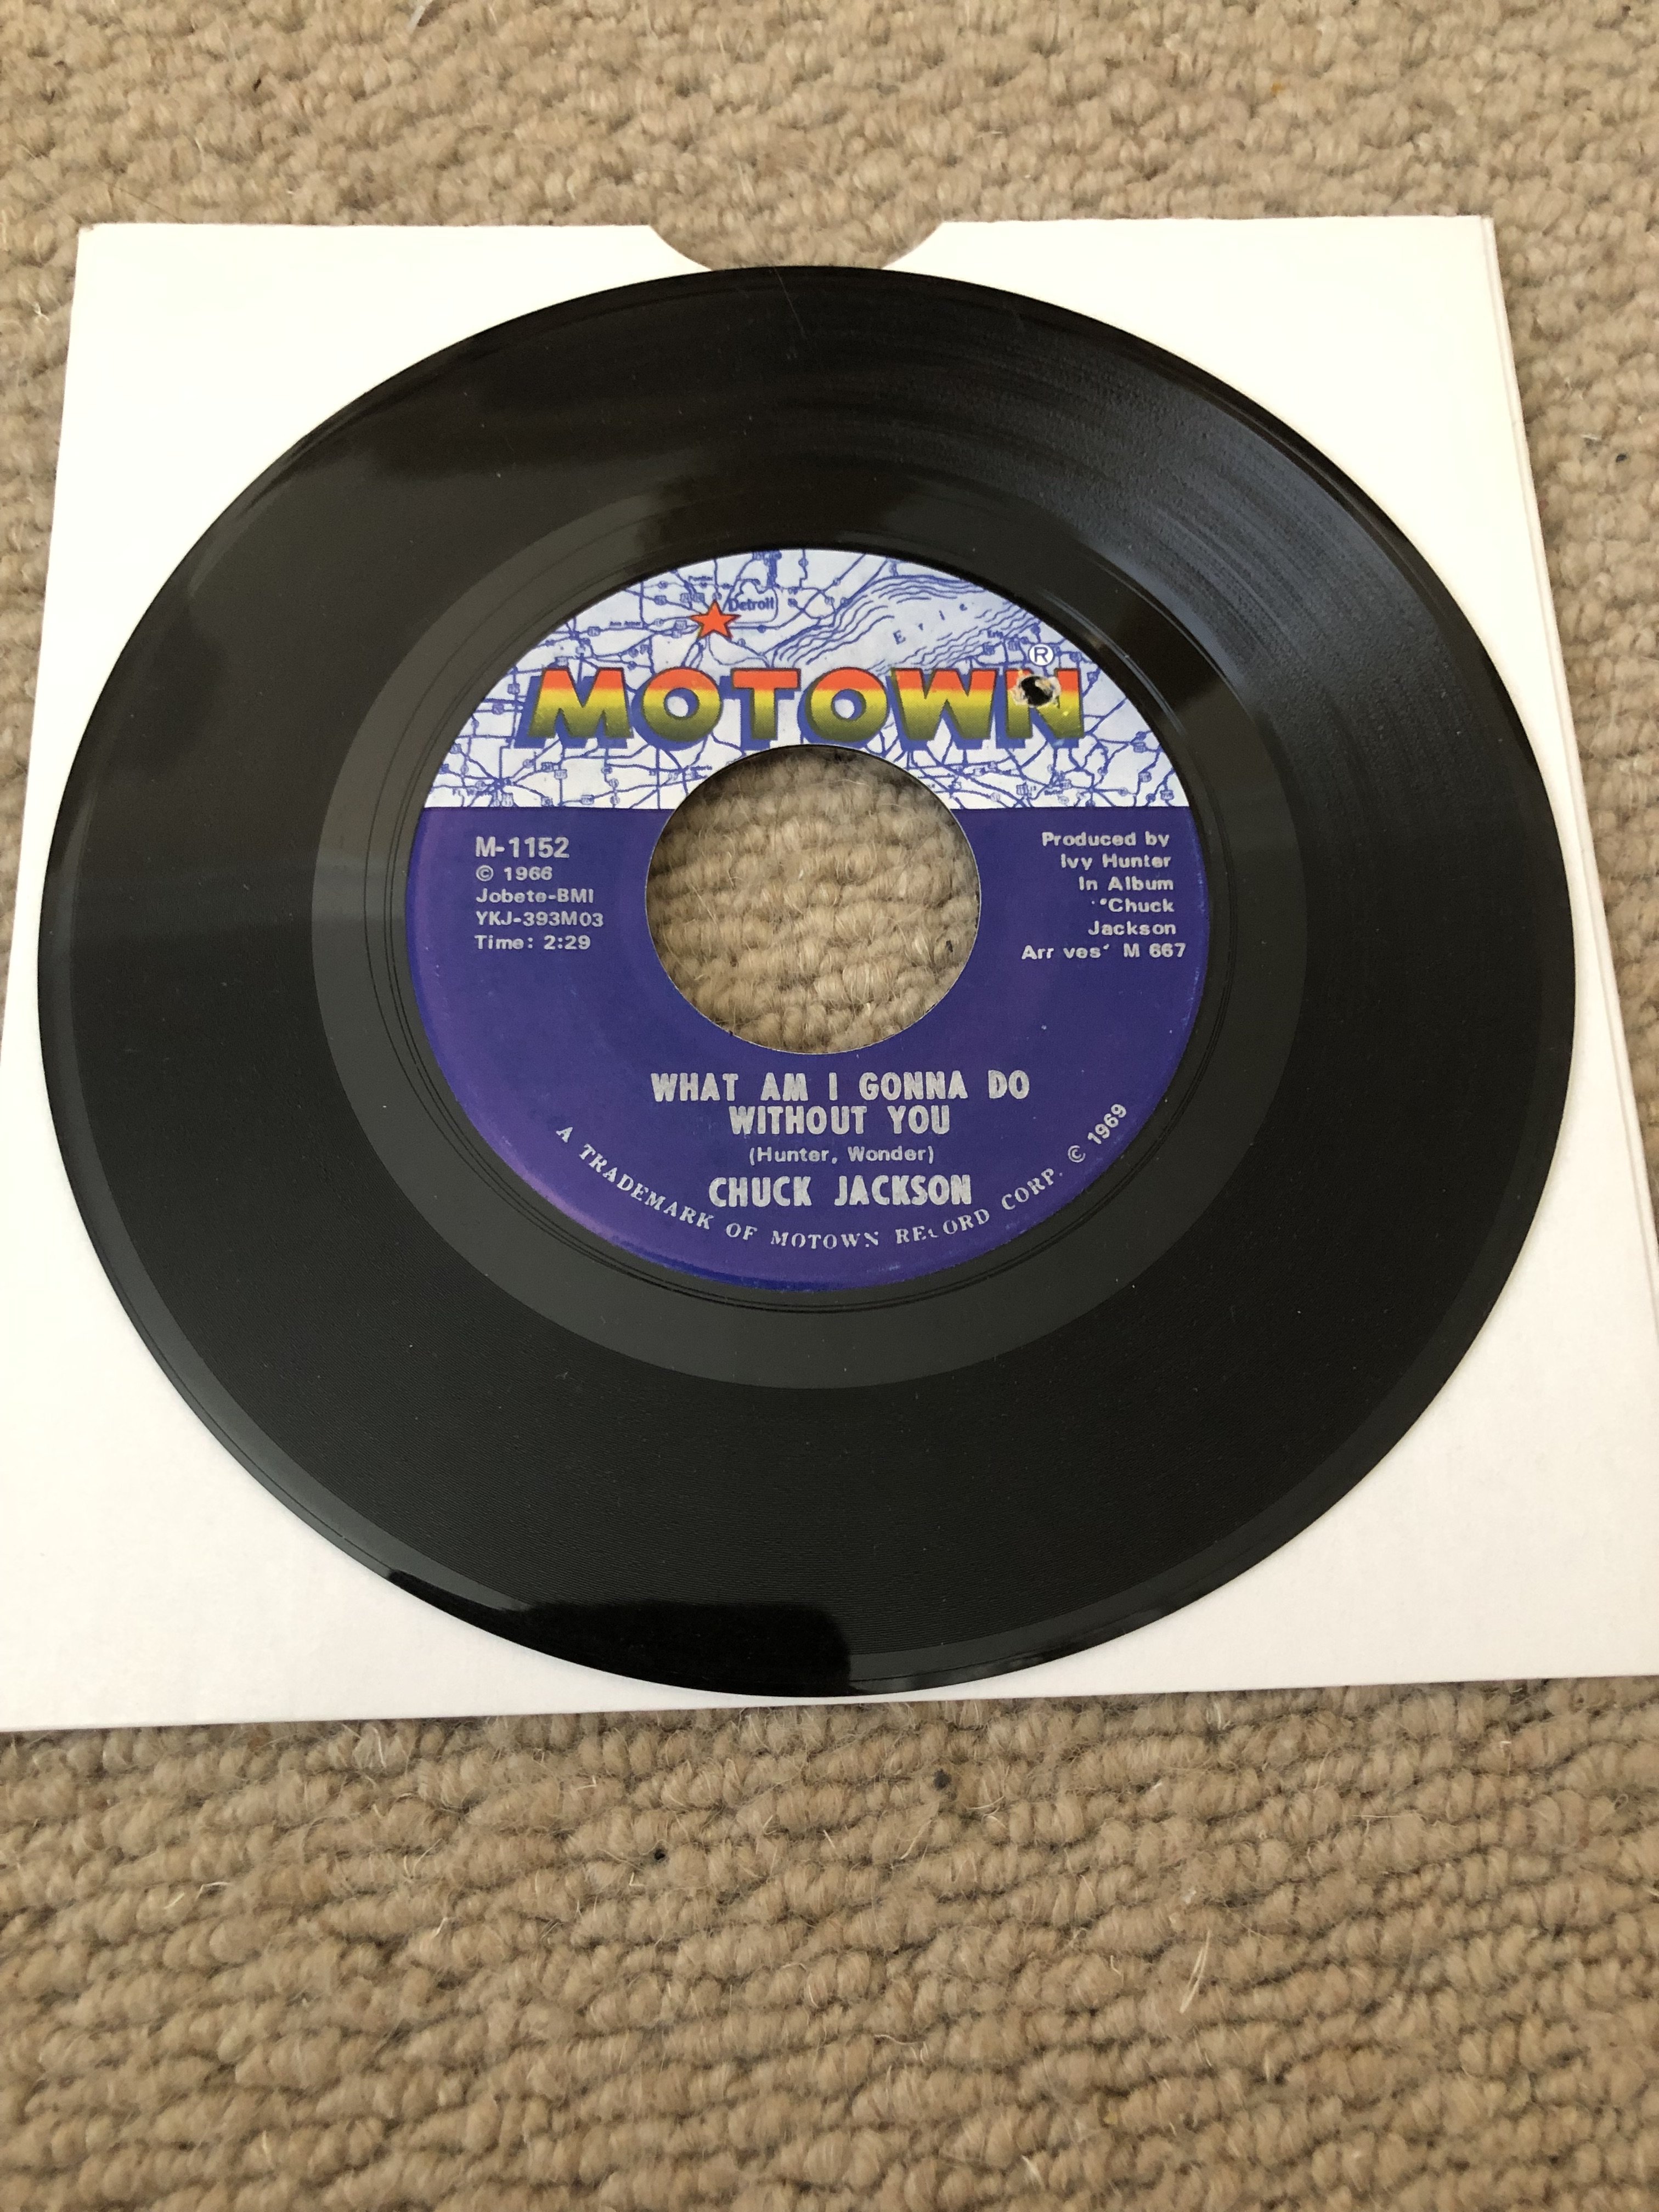 Detroit
Erie
®
MOTOWN
M-1152
© 1966
Jobete-BMI
YKJ-393M03
Time: 2:29
Produced by
Ivy Hunter
In Album
"Chuck
Jackson
Arr ves' M 667
WHAT AM I GONNA DO
WITHOUT YOU
(Hunter, Wonder)
CHUCK JACKSON
A TRADEMARK OF MOTOWN RECORD CORP. © 1969